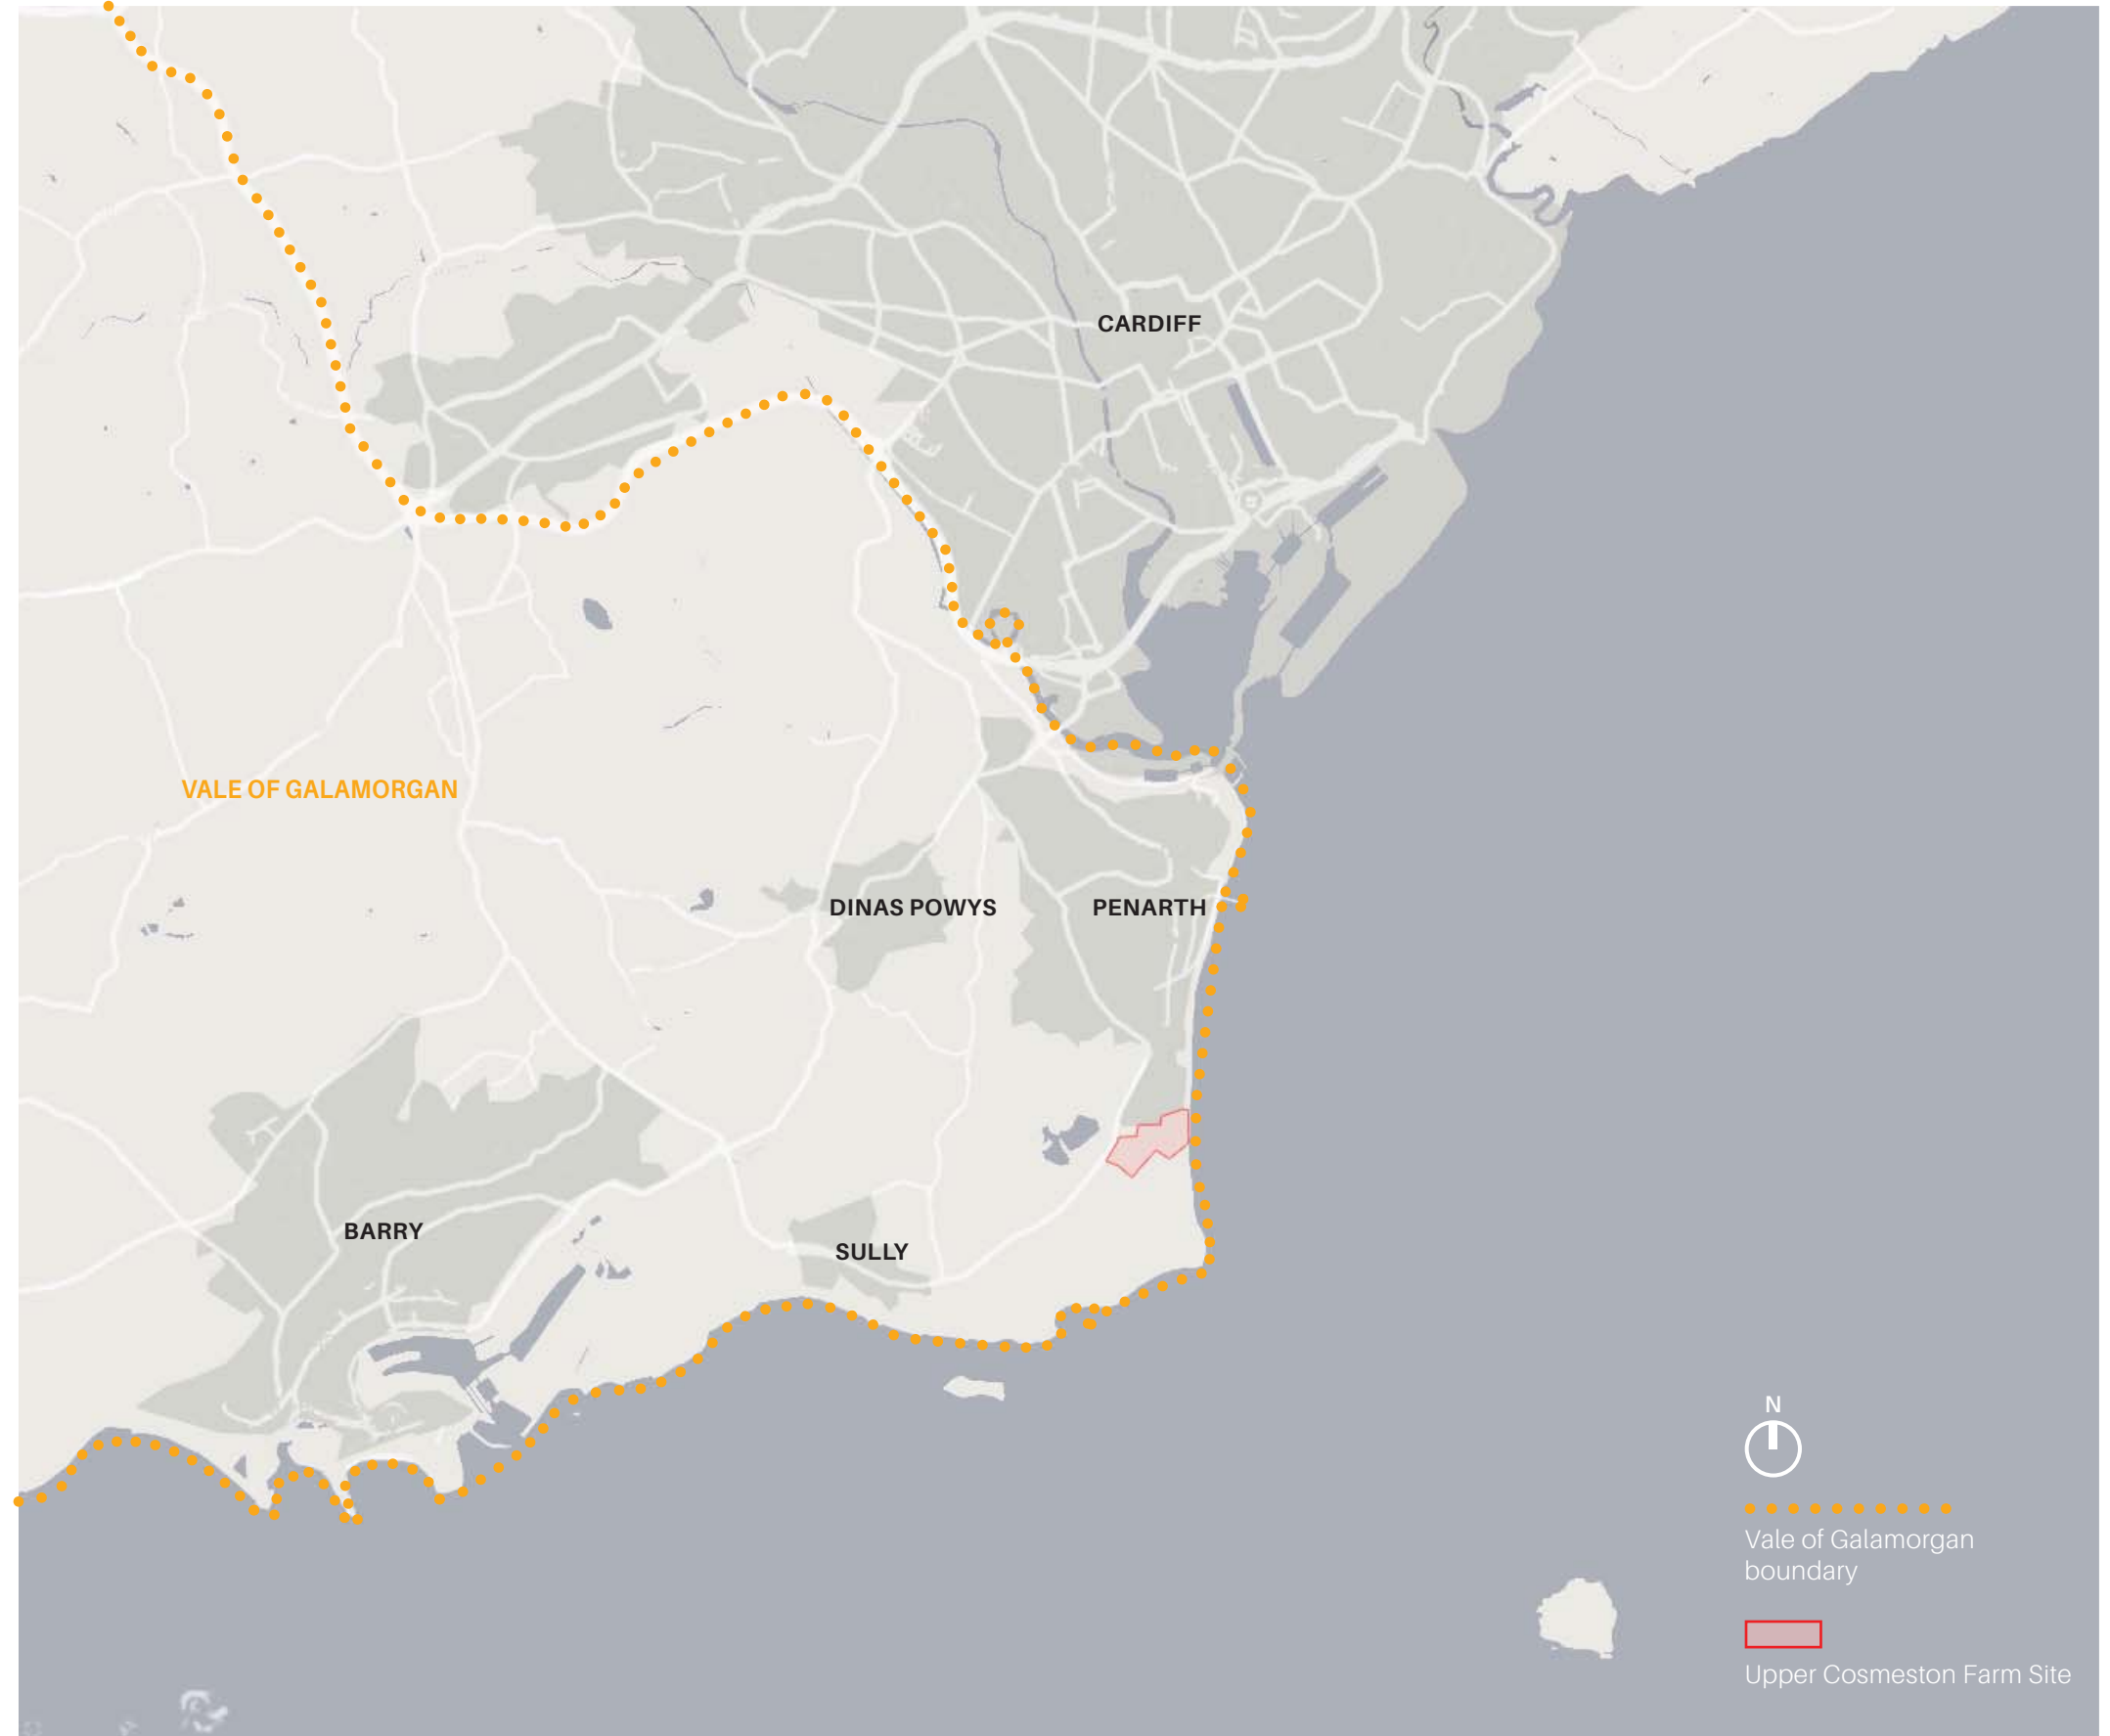 CARDIFF
VALE OF GALAMORGAN
DINAS POWYS
PENARTH
BARRY
SULLY
N
Vale of Galamorgan
boundary
Upper Cosmeston Farm Site